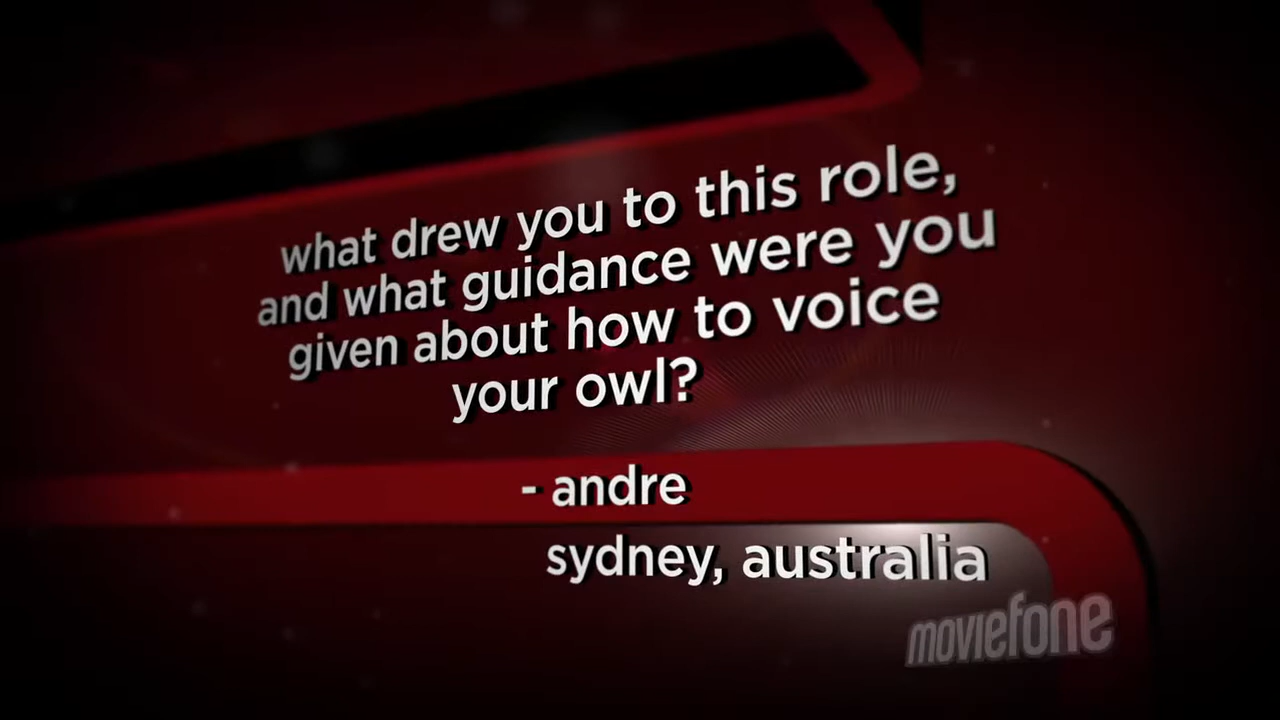 what drew you to this role,
and what guidance were you
given about how to voice
your owl?
- andre
sydney, australia
moviefone